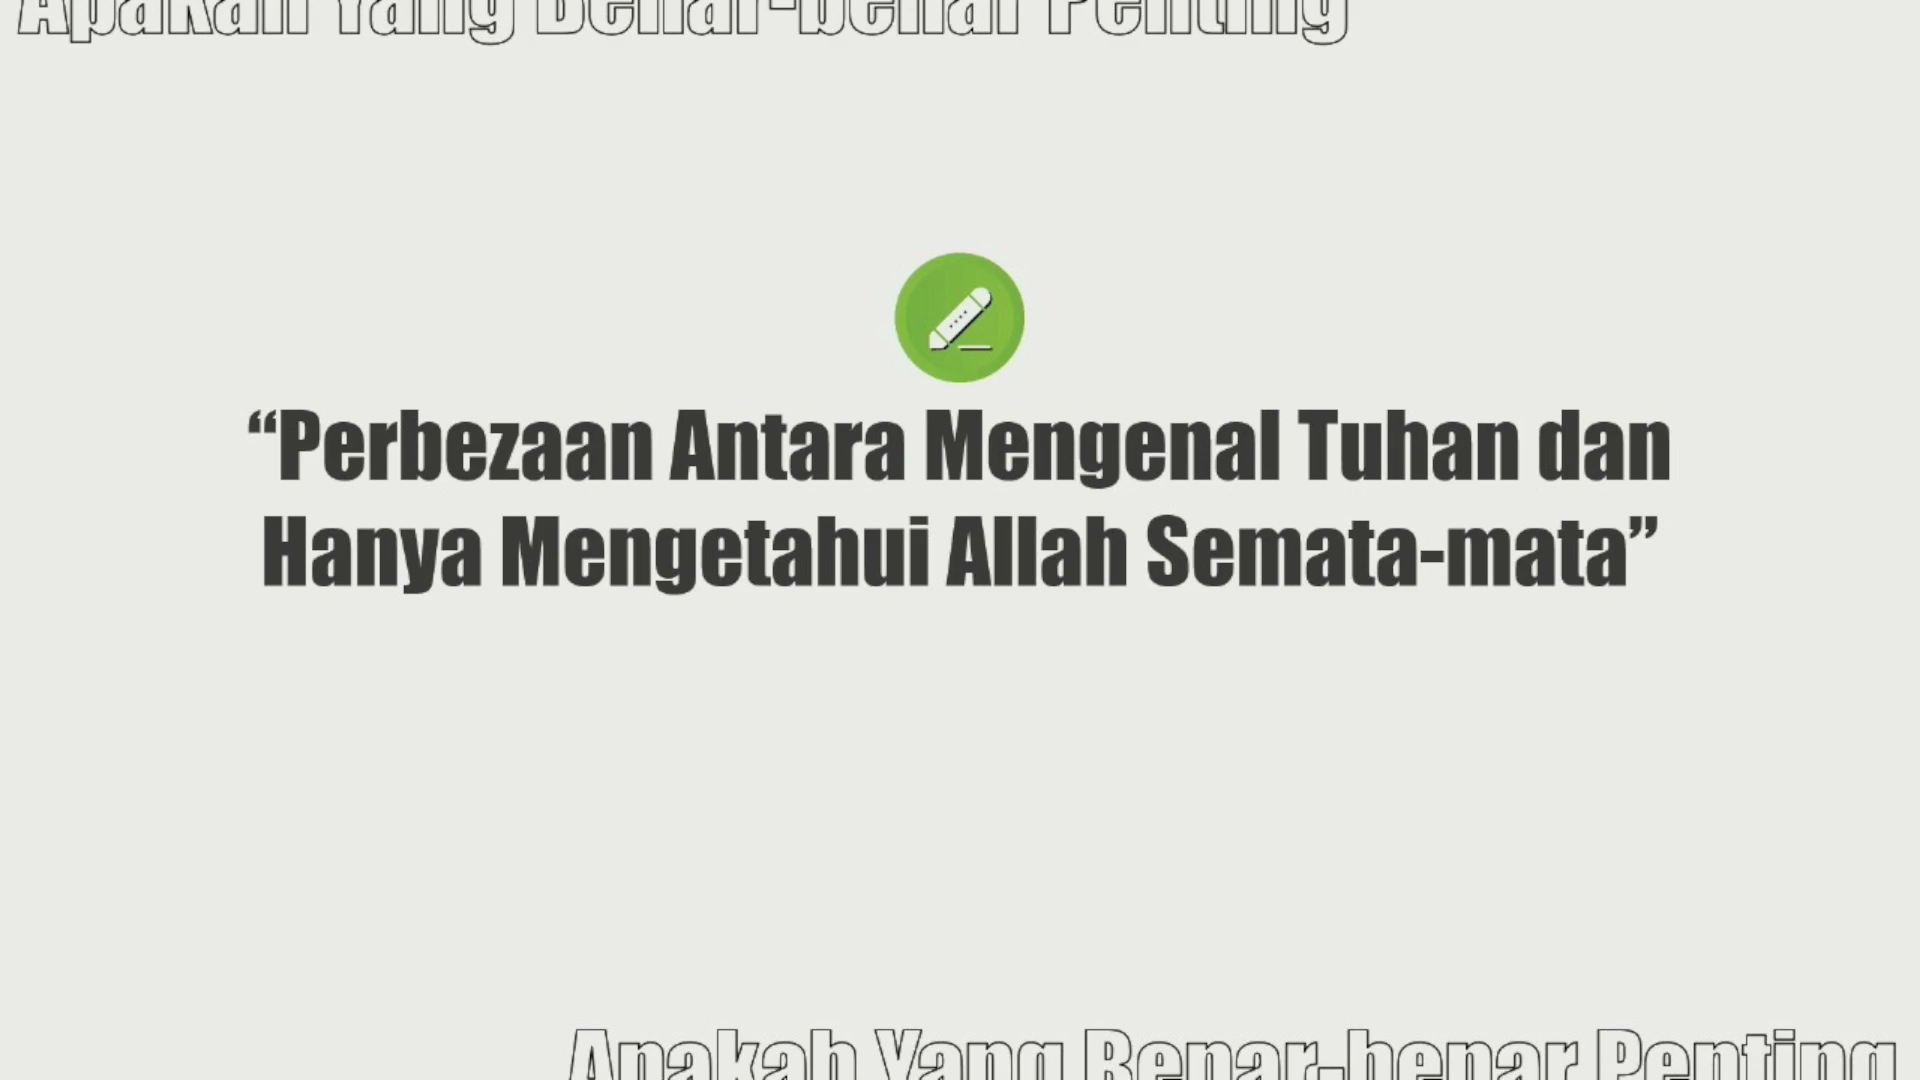 Apakah Yang Benar-benar Penting
“Perbezaan Antara Mengenal Tuhan dan
Hanya Mengetahui Allah Semata-mata”
Apakah Yang Benar-benar Penting